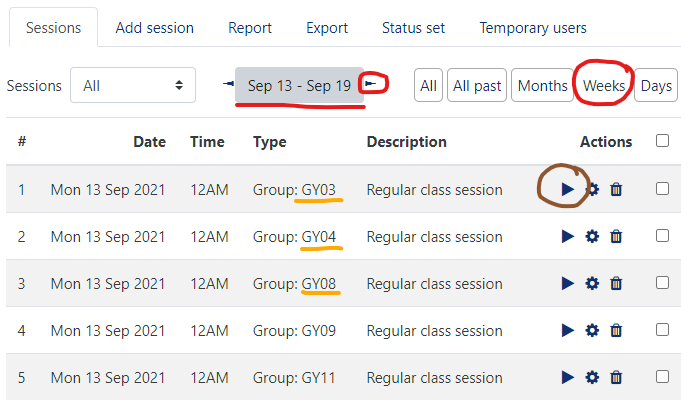 Sessions Add session Report Export Status set Temporary users
Sessions All Sep 13 - Sep 19 All All past Months Weeks Days
# Date Time Type Description Actions
1 Mon 13 Sep 2021 12AM Group: GY03 Regular class session
2 Mon 13 Sep 2021 12AM Group: GY04 Regular class session
3 Mon 13 Sep 2021 12AM Group: GY08 Regular class session
4 Mon 13 Sep 2021 12AM Group: GY09 Regular class session
5 Mon 13 Sep 2021 12AM Group: GY11 Regular class session